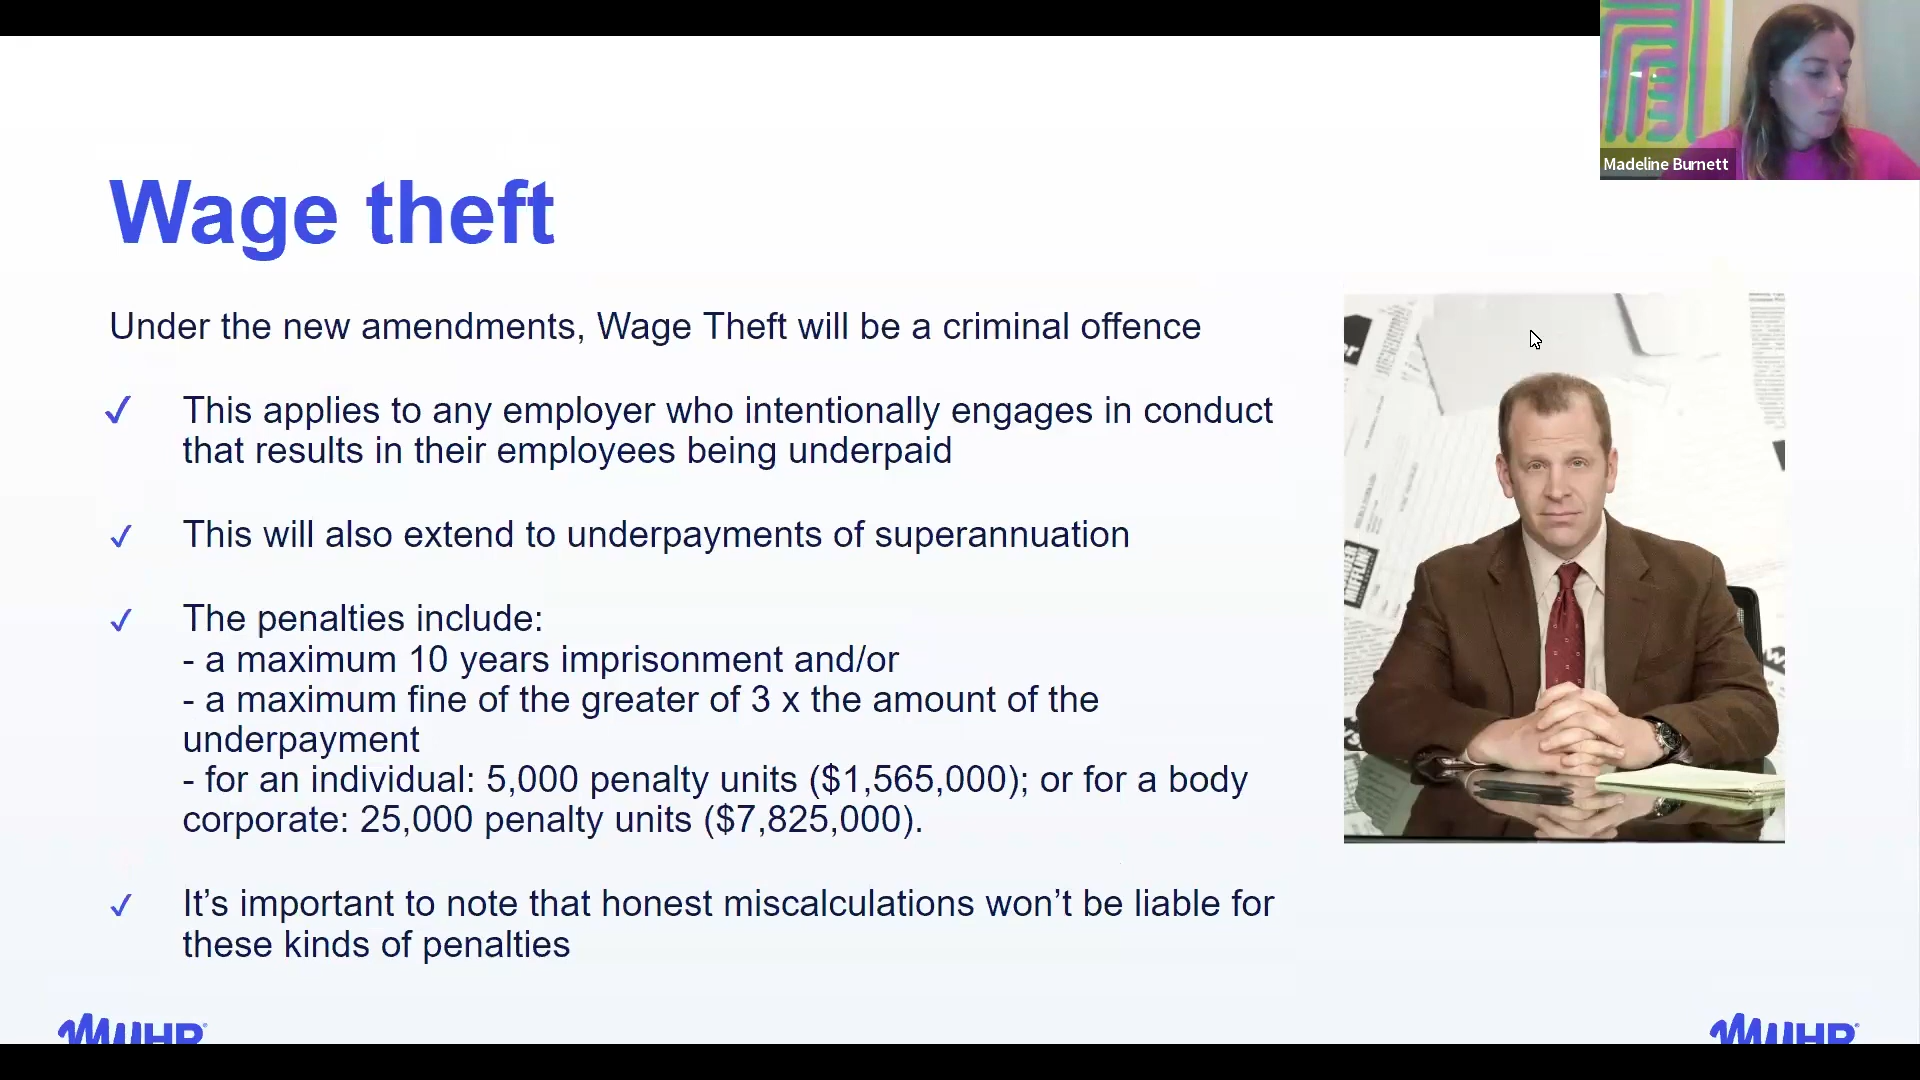 Madeline Burnett
Wage theft
Under the new amendments, Wage Theft will be a criminal offence
✓ This applies to any employer who intentionally engages in conduct
that results in their employees being underpaid
✓ This will also extend to underpayments of superannuation
✓ The penalties include:
- a maximum 10 years imprisonment and/or
- a maximum fine of the greater of 3 x the amount of the
underpayment
- for an individual: 5,000 penalty units ($1,565,000); or for a body
corporate: 25,000 penalty units ($7,825,000).
✓ It’s important to note that honest miscalculations won’t be liable for
these kinds of penalties